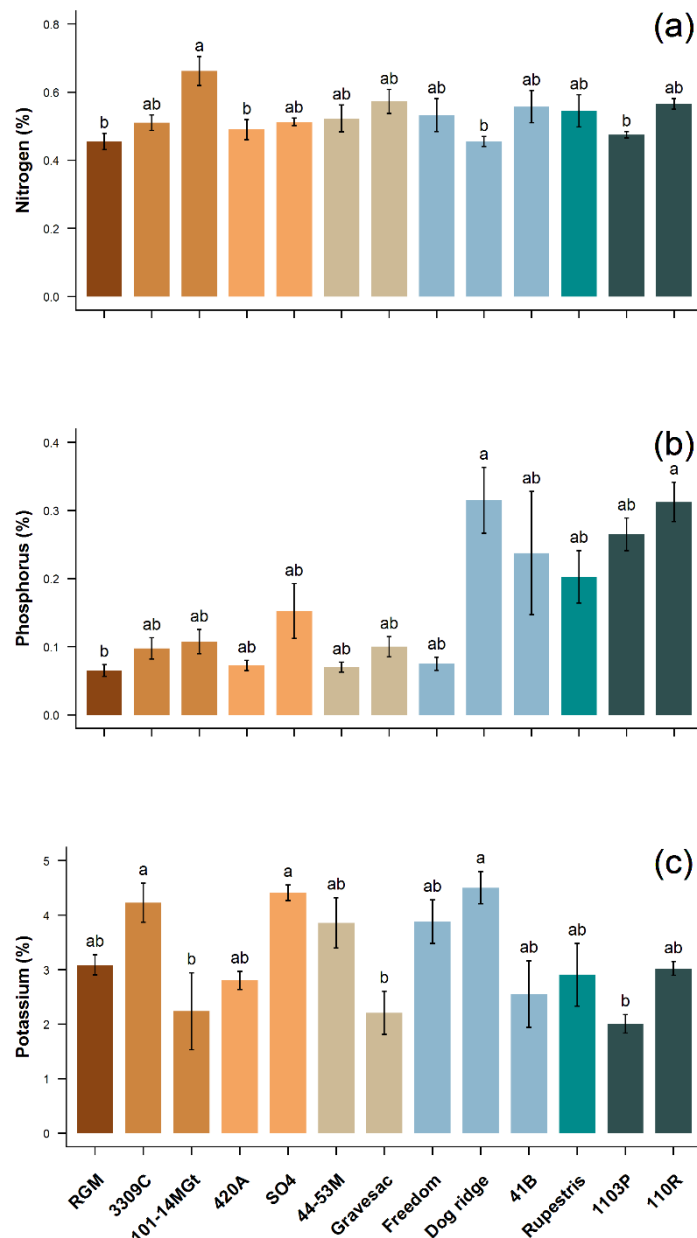 (a)
Nitrogen (%)
0.8
0.6
0.4
0.2
0.0
b ab a b ab ab ab ab b ab ab b ab
(b)
Phosphorus (%)
0.4
0.3
0.2
0.1
0.0
b ab ab ab ab ab ab ab a ab ab ab a
(c)
Potassium (%)
5
4
3
2
1
0
ab a b ab a ab b ab a ab ab b ab
RGM 3309C 101-14MGt 420A SO4 44-53M Gravesac Freedom Dog ridge 41B Rupestris 1103P 110R